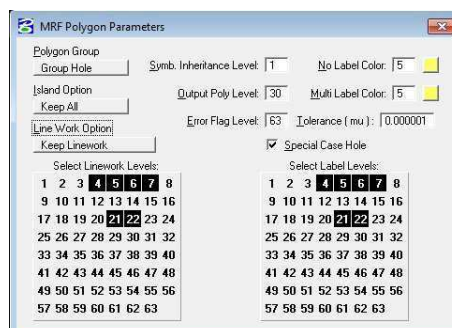 MRF Polygon Parameters
Polygon Group
Group Hole
Symb. Inheritance Level: 1
No Label Color: 5
Island Option
Keep All
Output Poly Level: 30
Multi Label Color: 5
Error Flag Level: 63
Tolerance ( mu ): 0.000001
Line Work Option
Keep Linework
Special Case Hole
Select Linework Levels:
1 2 3 4 5 6 7 8
9 10 11 12 13 14 15 16
17 18 19 20 21 22 23 24
25 26 27 28 29 30 31 32
33 34 35 36 37 38 39 40
41 42 43 44 45 46 47 48
49 50 51 52 53 54 55 56
57 58 59 60 61 62 63
Select Label Levels:
1 2 3 4 5 6 7 8
9 10 11 12 13 14 15 16
17 18 19 20 21 22 23 24
25 26 27 28 29 30 31 32
33 34 35 36 37 38 39 40
41 42 43 44 45 46 47 48
49 50 51 52 53 54 55 56
57 58 59 60 61 62 63